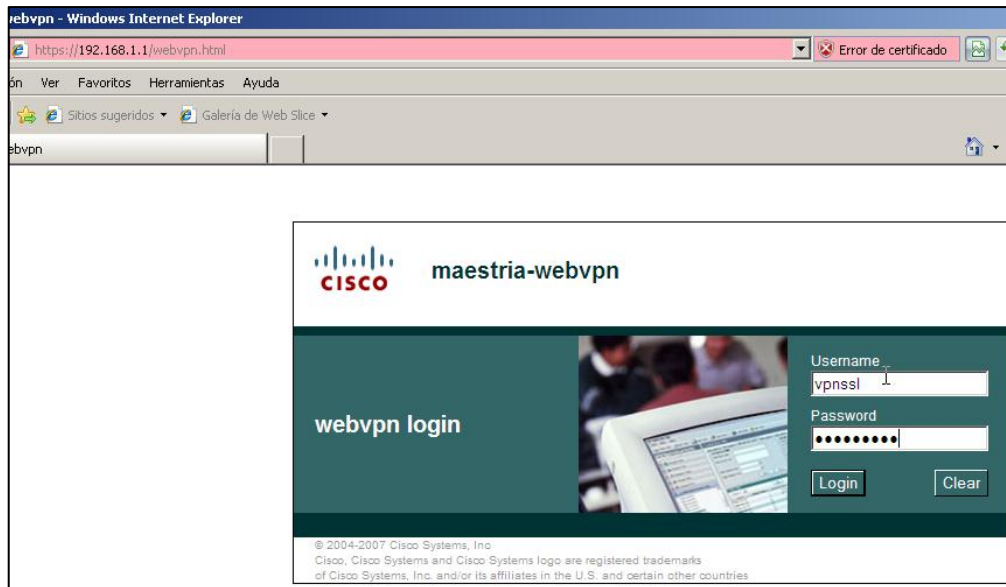 webvpn - Windows Internet Explorer
https://192.168.1.1/webvpn.html
Error de certificado
ón Ver Favoritos Herramientas Ayuda
Sitios sugeridos Galería de Web Slice
ebvpn
CISCO
maestria-webvpn
webvpn login
Username
vpnssl
Password
•••••••••
Login Clear
© 2004-2007 Cisco Systems, Inc
Cisco, Cisco Systems and Cisco Systems logo are registered trademarks
of Cisco Systems, Inc. and/or its affiliates in the U.S. and certain other countries